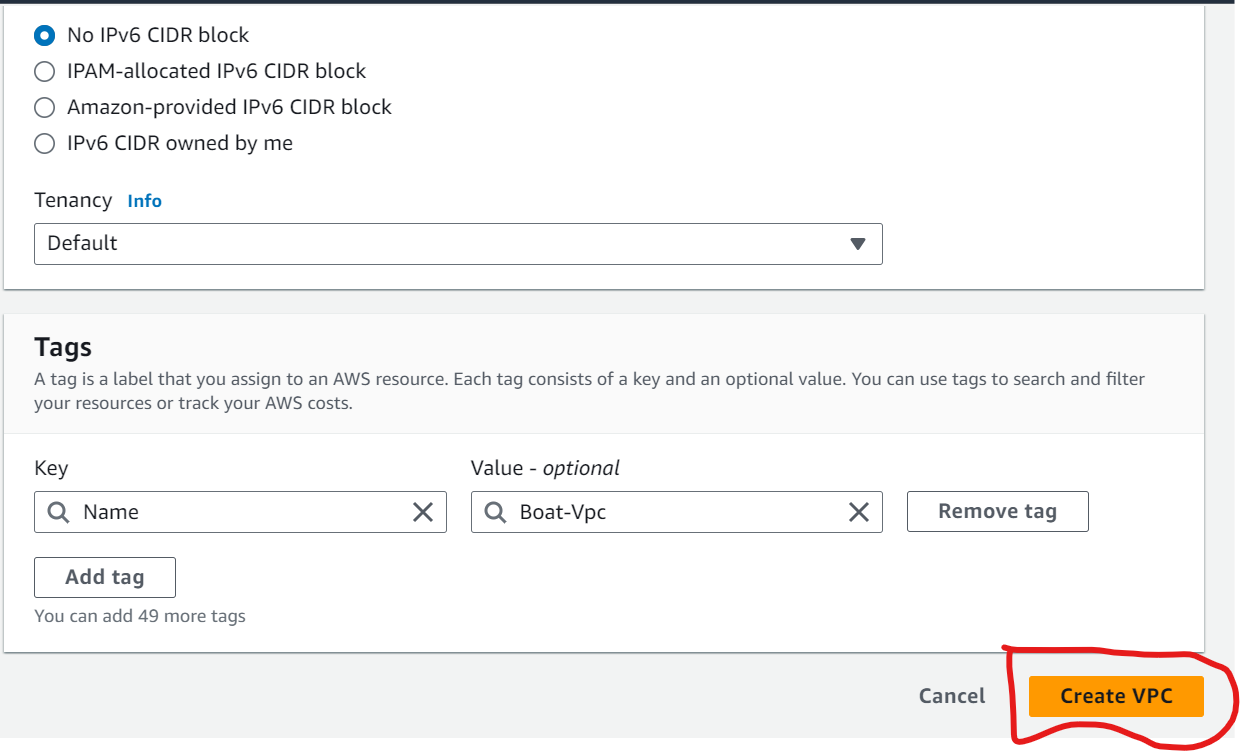 No IPv6 CIDR block
IPAM-allocated IPv6 CIDR block
Amazon-provided IPv6 CIDR block
IPv6 CIDR owned by me
Tenancy Info
Default
Tags
A tag is a label that you assign to an AWS resource. Each tag consists of a key and an optional value. You can use tags to search and filter
your resources or track your AWS costs.
Key Value - optional
Name Boat-Vpc Remove tag
Add tag
You can add 49 more tags
Cancel Create VPC